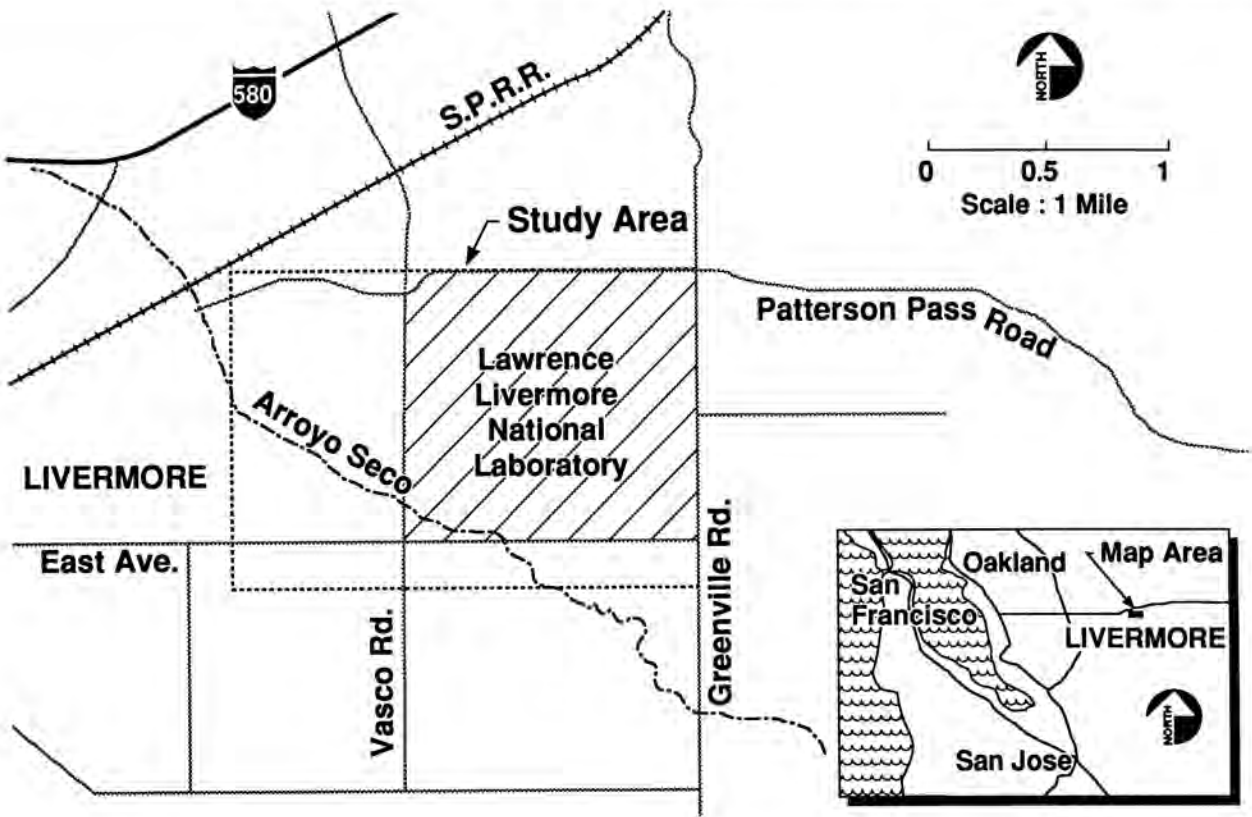 580
S.P.R.R.
NORTH
0 0.5 1
Scale : 1 Mile
Study Area
Patterson Pass Road
Lawrence
Livermore
National
Laboratory
Arroyo Seco
LIVERMORE
East Ave.
Vasco Rd.
Greenville Rd.
Oakland
Map Area
San
Francisco
LIVERMORE
NORTH
San Jose